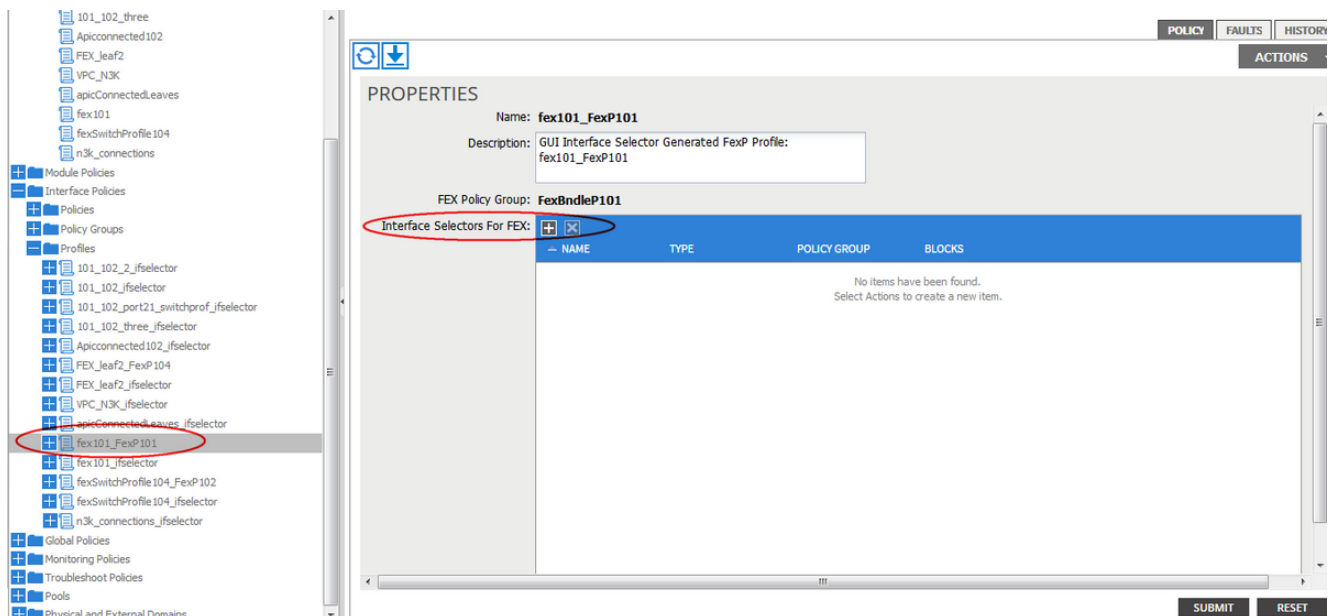 101_102_three
Apicconnected102
FEX_leaf2
VPC_N3K
apicConnectedLeaves
fex101
fexSwitchProfile104
n3k_connections
Module Policies
Interface Policies
Policies
Policy Groups
Profiles
101_102_2_ifselector
101_102_ifselector
101_102_port21_switchprof_ifselector
101_102_three_ifselector
Apicconnected102_ifselector
FEX_leaf2_FexP104
FEX_leaf2_ifselector
VPC_N3K_ifselector
apicConnectedLeaves_ifselector
fex101_FexP101
fex101_ifselector
fexSwitchProfile104_FexP102
fexSwitchProfile104_ifselector
n3k_connections_ifselector
Global Policies
Monitoring Policies
Troubleshoot Policies
Pools
Physical and External Domains
POLICY FAULTS HISTORY
ACTIONS
PROPERTIES
Name: fex101_FexP101
Description: GUI Interface Selector Generated FexP Profile:
fex101_FexP101
FEX Policy Group: FexBndleP101
Interface Selectors For FEX:
NAME TYPE POLICY GROUP BLOCKS
No items have been found.
Select Actions to create a new item.
SUBMIT RESET